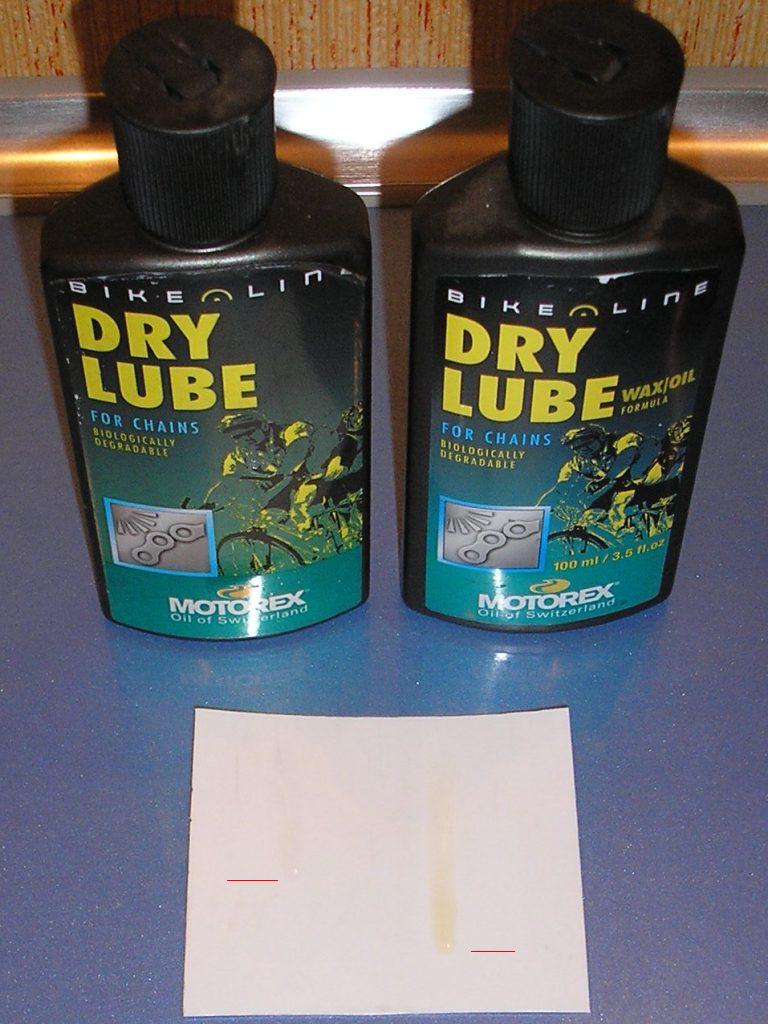 BIKE LINE
DRY
LUBE
FOR CHAINS
BIOLOGICALLY
DEGRADABLE
MOTOREX
Oil of Switzerland
BIKE LINE
DRY
LUBE WAX/OIL
FORMULA
FOR CHAINS
BIOLOGICALLY
DEGRADABLE
100 ml / 3.5 fl.oz
MOTOREX
Oil of Switzerland